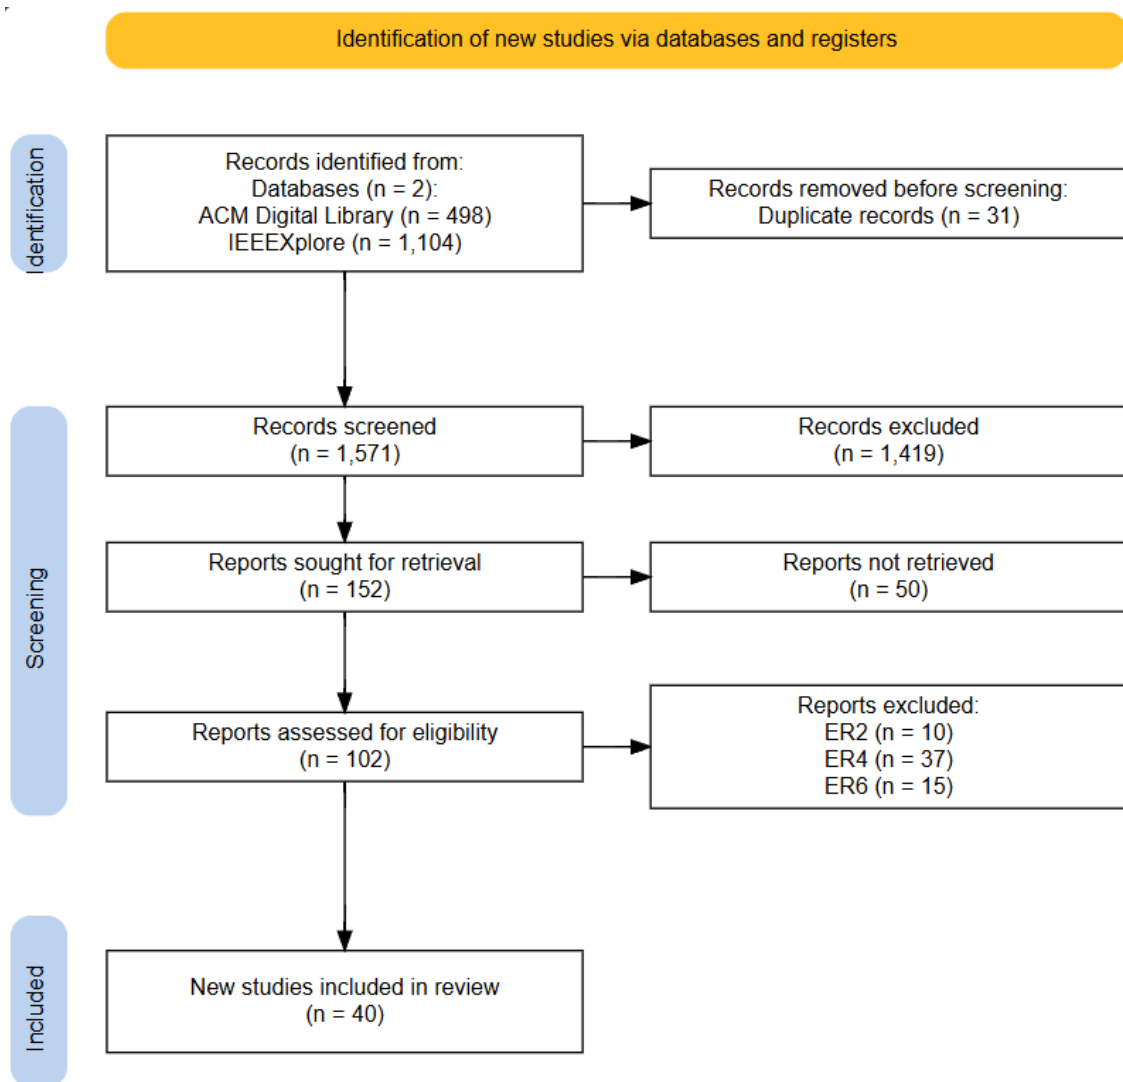 Identification of new studies via databases and registers
Identification
Records identified from:
Databases (n = 2):
ACM Digital Library (n = 498)
IEEEXplore (n = 1,104)
Records removed before screening:
Duplicate records (n = 31)
Screening
Records screened
(n = 1,571)
Records excluded
(n = 1,419)
Reports sought for retrieval
(n = 152)
Reports not retrieved
(n = 50)
Reports assessed for eligibility
(n = 102)
Reports excluded:
ER2 (n = 10)
ER4 (n = 37)
ER6 (n = 15)
Included
New studies included in review
(n = 40)